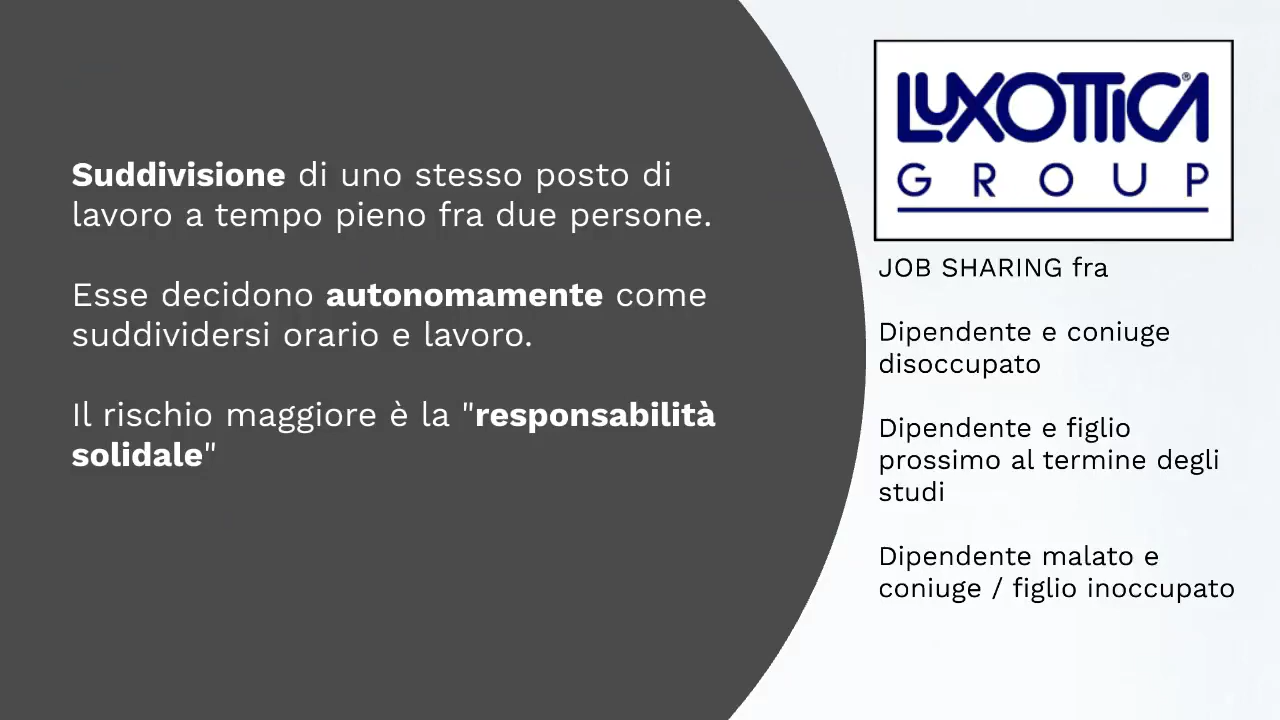 Suddivisione di uno stesso posto di
lavoro a tempo pieno fra due persone.
Esse decidono autonomamente come
suddividersi orario e lavoro.
Il rischio maggiore è la "responsabilità
solidale"
LUXOTTICA®
GROUP
JOB SHARING fra
Dipendente e coniuge
disoccupato
Dipendente e figlio
prossimo al termine degli
studi
Dipendente malato e
coniuge / figlio inoccupato